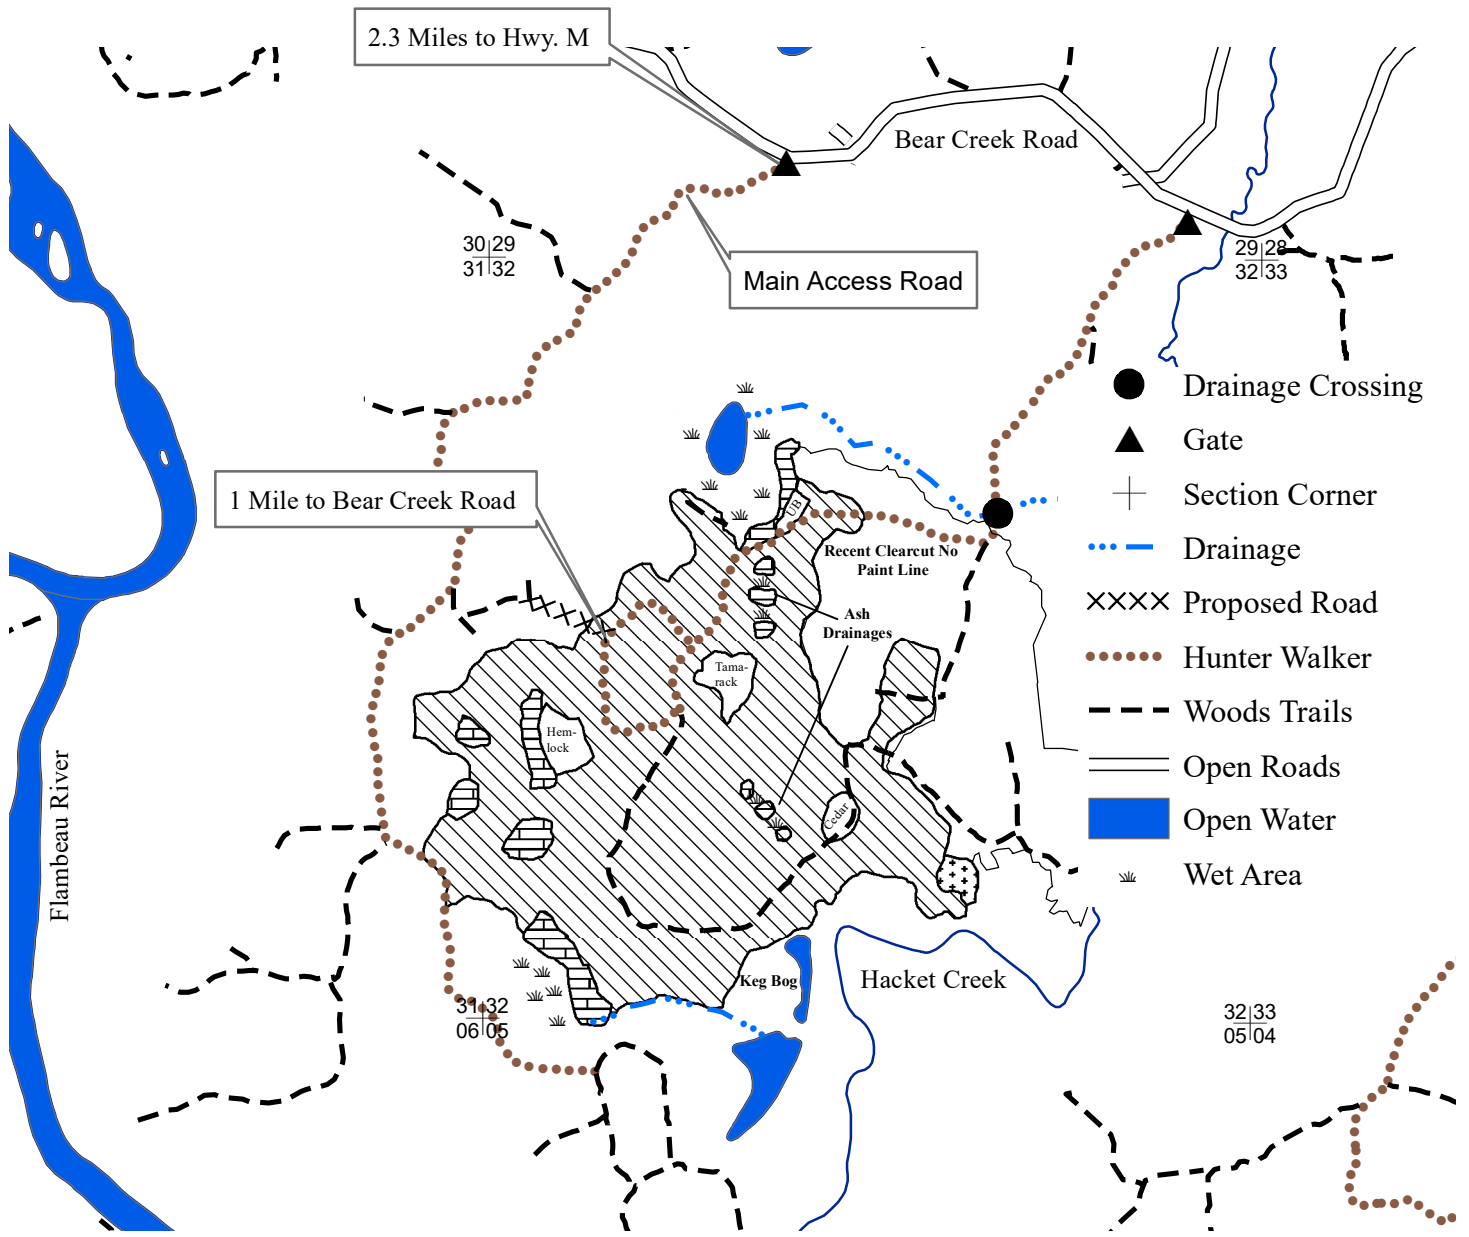 2.3 Miles to Hwy. M
Bear Creek Road
30 29
31 32
29 28
32 33
Main Access Road
Drainage Crossing
Gate
1 Mile to Bear Creek Road
Section Corner
UB
Recent Clearcut No
Paint Line
Drainage
Ash
Drainages
Proposed Road
Hunter Walker
Tama-
rack
Woods Trails
Hem-
lock
Open Roads
Flambeau River
Cedar
Open Water
Wet Area
Keg Bog
Hacket Creek
31 32
06 05
32 33
05 04